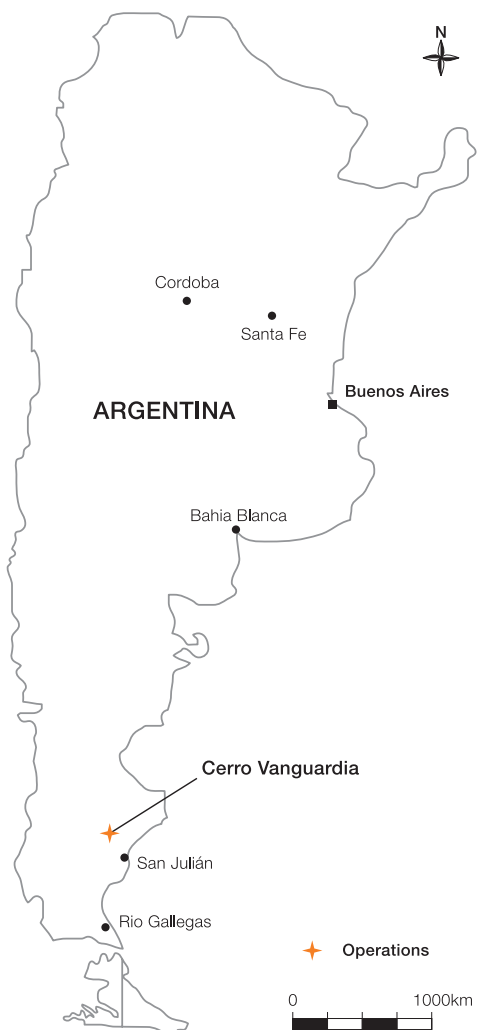 N
Cordoba
Santa Fe
Buenos Aires
ARGENTINA
Bahia Blanca
Cerro Vanguardia
San Julián
Rio Gallegas
Operations
0 1000km